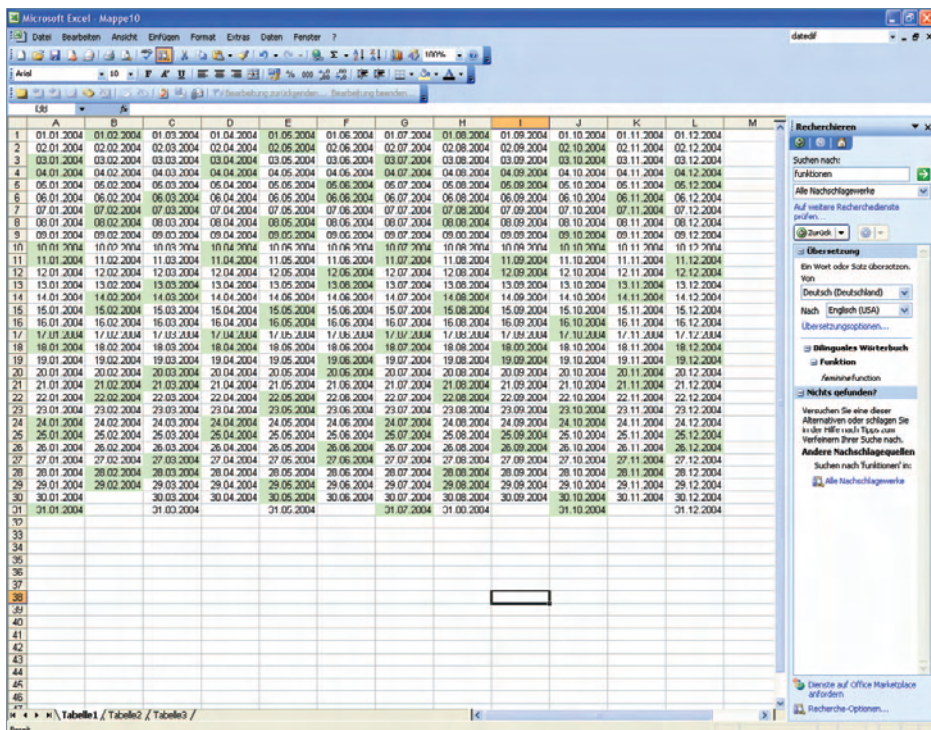 Microsoft Excel - Mappe10
Datei Bearbeiten Ansicht Einfügen Format Extras Daten Fenster ?
datedif
100%
Arial 10 F K U
Bearbeitung zurückgenden... Bearbeitung beenden...
I38 fx
A B C D E F G H I J K L M
1 01.01.2004 01.02.2004 01.03.2004 01.04.2004 01.05.2004 01.06.2004 01.07.2004 01.08.2004 01.09.2004 01.10.2004 01.11.2004 01.12.2004
2 02.01.2004 02.02.2004 02.03.2004 02.04.2004 02.05.2004 02.06.2004 02.07.2004 02.08.2004 02.09.2004 02.10.2004 02.11.2004 02.12.2004
3 03.01.2004 03.02.2004 03.03.2004 03.04.2004 03.05.2004 03.06.2004 03.07.2004 03.08.2004 03.09.2004 03.10.2004 03.11.2004 03.12.2004
4 04.01.2004 04.02.2004 04.03.2004 04.04.2004 04.05.2004 04.06.2004 04.07.2004 04.08.2004 04.09.2004 04.10.2004 04.11.2004 04.12.2004
5 05.01.2004 05.02.2004 05.03.2004 05.04.2004 05.05.2004 05.06.2004 05.07.2004 05.08.2004 05.09.2004 05.10.2004 05.11.2004 05.12.2004
6 06.01.2004 06.02.2004 06.03.2004 06.04.2004 06.05.2004 06.06.2004 06.07.2004 06.08.2004 06.09.2004 06.10.2004 06.11.2004 06.12.2004
7 07.01.2004 07.02.2004 07.03.2004 07.04.2004 07.05.2004 07.06.2004 07.07.2004 07.08.2004 07.09.2004 07.10.2004 07.11.2004 07.12.2004
8 08.01.2004 08.02.2004 08.03.2004 08.04.2004 08.05.2004 08.06.2004 08.07.2004 08.08.2004 08.09.2004 08.10.2004 08.11.2004 08.12.2004
9 09.01.2004 09.02.2004 09.03.2004 09.04.2004 09.05.2004 09.06.2004 09.07.2004 09.08.2004 09.09.2004 09.10.2004 09.11.2004 09.12.2004
10 10.01.2004 10.02.2004 10.03.2004 10.04.2004 10.05.2004 10.06.2004 10.07.2004 10.08.2004 10.09.2004 10.10.2004 10.11.2004 10.12.2004
11 11.01.2004 11.02.2004 11.03.2004 11.04.2004 11.05.2004 11.06.2004 11.07.2004 11.08.2004 11.09.2004 11.10.2004 11.11.2004 11.12.2004
12 12.01.2004 12.02.2004 12.03.2004 12.04.2004 12.05.2004 12.06.2004 12.07.2004 12.08.2004 12.09.2004 12.10.2004 12.11.2004 12.12.2004
13 13.01.2004 13.02.2004 13.03.2004 13.04.2004 13.05.2004 13.06.2004 13.07.2004 13.08.2004 13.09.2004 13.10.2004 13.11.2004 13.12.2004
14 14.01.2004 14.02.2004 14.03.2004 14.04.2004 14.05.2004 14.06.2004 14.07.2004 14.08.2004 14.09.2004 14.10.2004 14.11.2004 14.12.2004
15 15.01.2004 15.02.2004 15.03.2004 15.04.2004 15.05.2004 15.06.2004 15.07.2004 15.08.2004 15.09.2004 15.10.2004 15.11.2004 15.12.2004
16 16.01.2004 16.02.2004 16.03.2004 16.04.2004 16.05.2004 16.06.2004 16.07.2004 16.08.2004 16.09.2004 16.10.2004 16.11.2004 16.12.2004
17 17.01.2004 17.02.2004 17.03.2004 17.04.2004 17.05.2004 17.06.2004 17.07.2004 17.08.2004 17.09.2004 17.10.2004 17.11.2004 17.12.2004
18 18.01.2004 18.02.2004 18.03.2004 18.04.2004 18.05.2004 18.06.2004 18.07.2004 18.08.2004 18.09.2004 18.10.2004 18.11.2004 18.12.2004
19 19.01.2004 19.02.2004 19.03.2004 19.04.2004 19.05.2004 19.06.2004 19.07.2004 19.08.2004 19.09.2004 19.10.2004 19.11.2004 19.12.2004
20 20.01.2004 20.02.2004 20.03.2004 20.04.2004 20.05.2004 20.06.2004 20.07.2004 20.08.2004 20.09.2004 20.10.2004 20.11.2004 20.12.2004
21 21.01.2004 21.02.2004 21.03.2004 21.04.2004 21.05.2004 21.06.2004 21.07.2004 21.08.2004 21.09.2004 21.10.2004 21.11.2004 21.12.2004
22 22.01.2004 22.02.2004 22.03.2004 22.04.2004 22.05.2004 22.06.2004 22.07.2004 22.08.2004 22.09.2004 22.10.2004 22.11.2004 22.12.2004
23 23.01.2004 23.02.2004 23.03.2004 23.04.2004 23.05.2004 23.06.2004 23.07.2004 23.08.2004 23.09.2004 23.10.2004 23.11.2004 23.12.2004
24 24.01.2004 24.02.2004 24.03.2004 24.04.2004 24.05.2004 24.06.2004 24.07.2004 24.08.2004 24.09.2004 24.10.2004 24.11.2004 24.12.2004
25 25.01.2004 25.02.2004 25.03.2004 25.04.2004 25.05.2004 25.06.2004 25.07.2004 25.08.2004 25.09.2004 25.10.2004 25.11.2004 25.12.2004
26 26.01.2004 26.02.2004 26.03.2004 26.04.2004 26.05.2004 26.06.2004 26.07.2004 26.08.2004 26.09.2004 26.10.2004 26.11.2004 26.12.2004
27 27.01.2004 27.02.2004 27.03.2004 27.04.2004 27.05.2004 27.06.2004 27.07.2004 27.08.2004 27.09.2004 27.10.2004 27.11.2004 27.12.2004
28 28.01.2004 28.02.2004 28.03.2004 28.04.2004 28.05.2004 28.06.2004 28.07.2004 28.08.2004 28.09.2004 28.10.2004 28.11.2004 28.12.2004
29 29.01.2004 29.02.2004 29.03.2004 29.04.2004 29.05.2004 29.06.2004 29.07.2004 29.08.2004 29.09.2004 29.10.2004 29.11.2004 29.12.2004
30 30.01.2004 30.03.2004 30.04.2004 30.05.2004 30.06.2004 30.07.2004 30.08.2004 30.09.2004 30.10.2004 30.11.2004 30.12.2004
31 31.01.2004 31.03.2004 31.05.2004 31.07.2004 31.08.2004 31.10.2004 31.12.2004
32
33
34
35
36
37
38
39
40
41
42
43
44
45
46
47
Tabelle1 / Tabelle2 / Tabelle3 /
Recherchieren
Suchen nach:
funktionen
Alle Nachschlagewerke
Auf weitere Recherchedienste
prüfen...
Zurück
Übersetzung
Ein Wort oder Satz übersetzen.
Von
Deutsch (Deutschland)
Nach Englisch (USA)
Übersetzungsoptionen...
Bilinguales Wörterbuch
Funktion
feminine function
Nichts gefunden?
Versuchen Sie eine dieser
Alternativen oder schlagen Sie
in der Hilfe nach Tipps zum
Verfeinern Ihrer Suche nach.
Andere Nachschlagequellen
Suchen nach 'funktionen' in:
Alle Nachschlagewerke
Dienste auf Office Marketplace
anfordern
Recherche-Optionen...